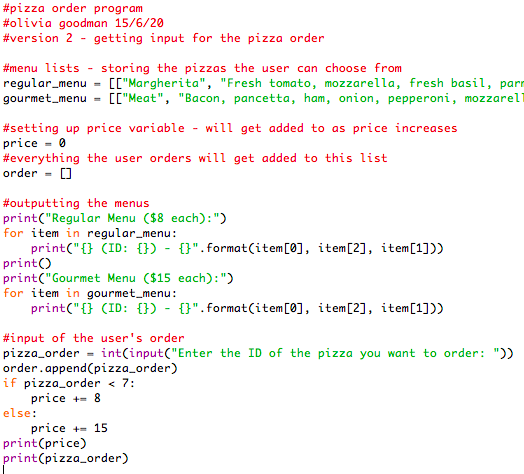 #pizza order program
#olivia goodman 15/6/20
#version 2 - getting input for the pizza order
#menu lists - storing the pizzas the user can choose from
regular_menu = [["Margherita", "Fresh tomato, mozzarella, fresh basil,
gourmet_menu = [["Meat", "Bacon, pancetta, ham, onion, pepperoni,
#setting up price variable - will get added to as price increases
price = 0
#everything the user orders will get added to this list
order = []
#outputting the menus
print("Regular Menu ($8 each):")
for item in regular_menu:
print("{} (ID: {}) - {}".format(item[0], item[2], item[1]))
print()
print("Gourmet Menu ($15 each):")
for item in gourmet_menu:
print("{} (ID: {}) - {}".format(item[0], item[2], item[1]))
#input of the user's order
pizza_order = int(input("Enter the ID of the pizza you want to order: "))
order.append(pizza_order)
if pizza_order < 7:
price += 8
else:
price += 15
print(price)
print(pizza_order)